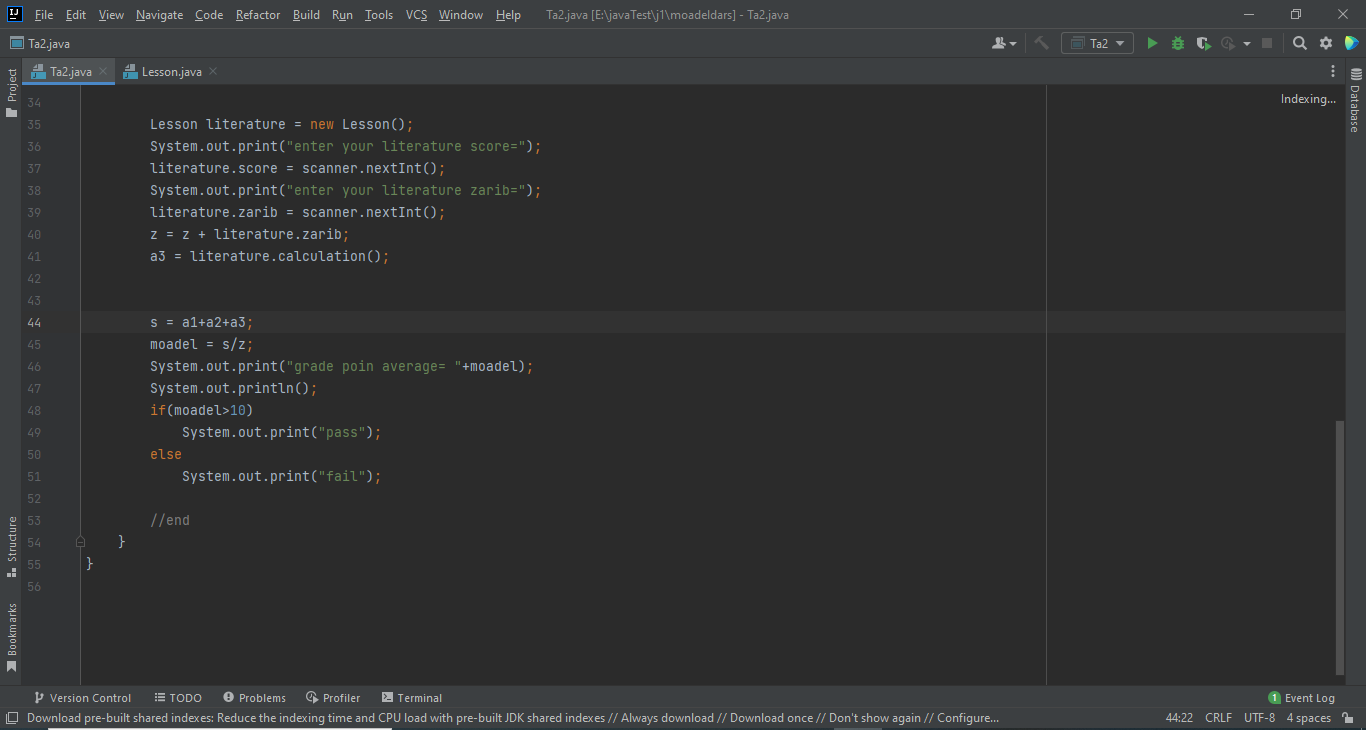 IJ File Edit View Navigate Code Refactor Build Run Tools VCS Window Help Ta2.java [E:\javaTest\j1\moadeldars] - Ta2.java
Ta2.java Ta2
Ta2.java Lesson.java
Project
Database
Indexing...
34
35 Lesson literature = new Lesson();
36 System.out.print("enter your literature score=");
37 literature.score = scanner.nextInt();
38 System.out.print("enter your literature zarib=");
39 literature.zarib = scanner.nextInt();
40 z = z + literature.zarib;
41 a3 = literature.calculation();
42
43
44 s = a1+a2+a3;
45 moadel = s/z;
46 System.out.print("grade poin average= "+moadel);
47 System.out.println();
48 if(moadel>10)
49 System.out.print("pass");
50 else
51 System.out.print("fail");
52
53 //end
54 }
55 }
56
Structure
Bookmarks
Version Control TODO Problems Profiler Terminal 1 Event Log
Download pre-built shared indexes: Reduce the indexing time and CPU load with pre-built JDK shared indexes // Always download // Download once // Don't show again // Configure... 44:22 CRLF UTF-8 4 spaces